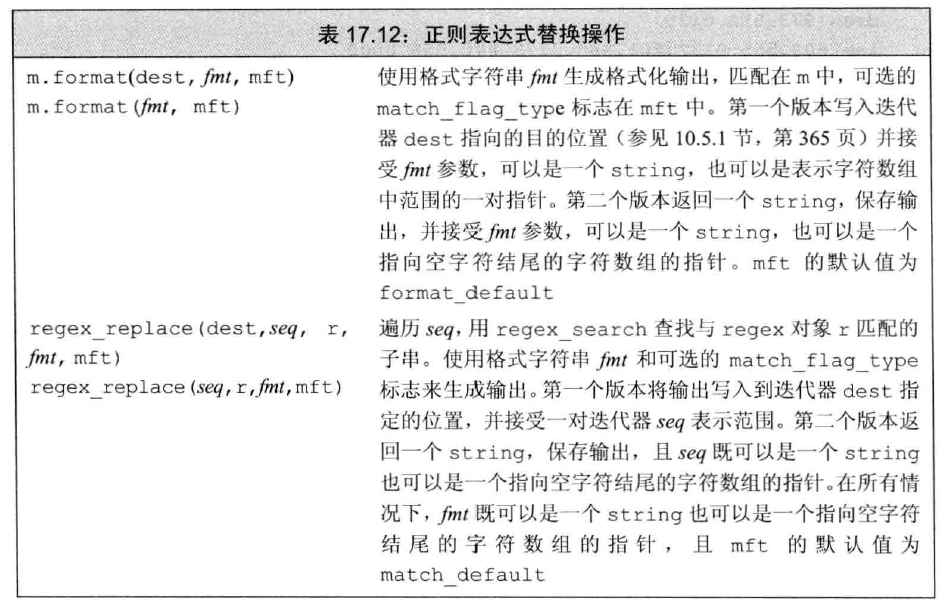 表 17.12：正则表达式替换操作
m.format(dest, fmt, mft)
m.format(fmt, mft)
使用格式字符串 fmt 生成格式化输出，匹配在 m 中，可选的
match_flag_type 标志在 mft 中。第一个版本写入迭代
器 dest 指向的目的位置（参见 10.5.1 节，第 365 页）并接
受 fmt 参数，可以是一个 string，也可以是表示字符数组
中范围的一对指针。第二个版本返回一个 string，保存输
出，并接受 fmt 参数，可以是一个 string，也可以是一个
指向空字符结尾的字符数组的指针。mft 的默认值为
format_default
regex_replace(dest,seq, r,
fmt, mft)
regex_replace(seq,r,fmt,mft)
遍历 seq，用 regex_search 查找与 regex 对象 r 匹配的
子串。使用格式字符串 fmt 和可选的 match_flag_type
标志来生成输出。第一个版本将输出写入到迭代器 dest 指
定的位置，并接受一对迭代器 seq 表示范围。第二个版本返
回一个 string，保存输出，且 seq 既可以是一个 string
也可以是一个指向空字符结尾的字符数组的指针。在所有情
况下，fmt 既可以是一个 string 也可以是一个指向空字符
结尾的字符数组的指针，且 mft 的默认值为
match_default